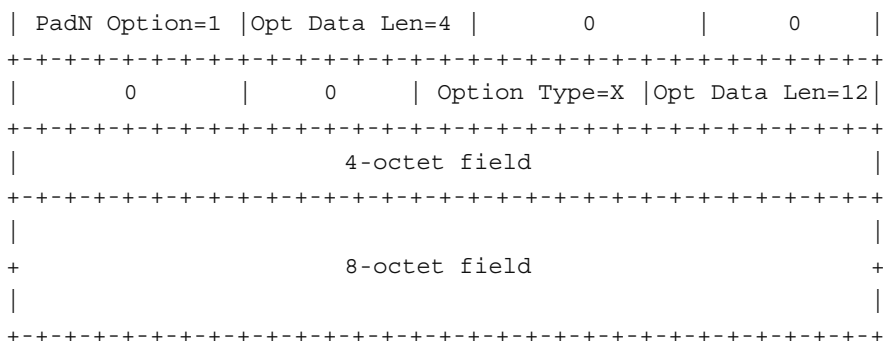 | PadN Option=1 |Opt Data Len=4 |       0       |       0       |
+-+-+-+-+-+-+-+-+-+-+-+-+-+-+-+-+-+-+-+-+-+-+-+-+-+-+-+-+-+-+-+
|       0       |       0       | Option Type=X |Opt Data Len=12|
+-+-+-+-+-+-+-+-+-+-+-+-+-+-+-+-+-+-+-+-+-+-+-+-+-+-+-+-+-+-+-+
|                         4-octet field                         |
+-+-+-+-+-+-+-+-+-+-+-+-+-+-+-+-+-+-+-+-+-+-+-+-+-+-+-+-+-+-+-+
|                                                               |
+                         8-octet field                         +
|                                                               |
+-+-+-+-+-+-+-+-+-+-+-+-+-+-+-+-+-+-+-+-+-+-+-+-+-+-+-+-+-+-+-+